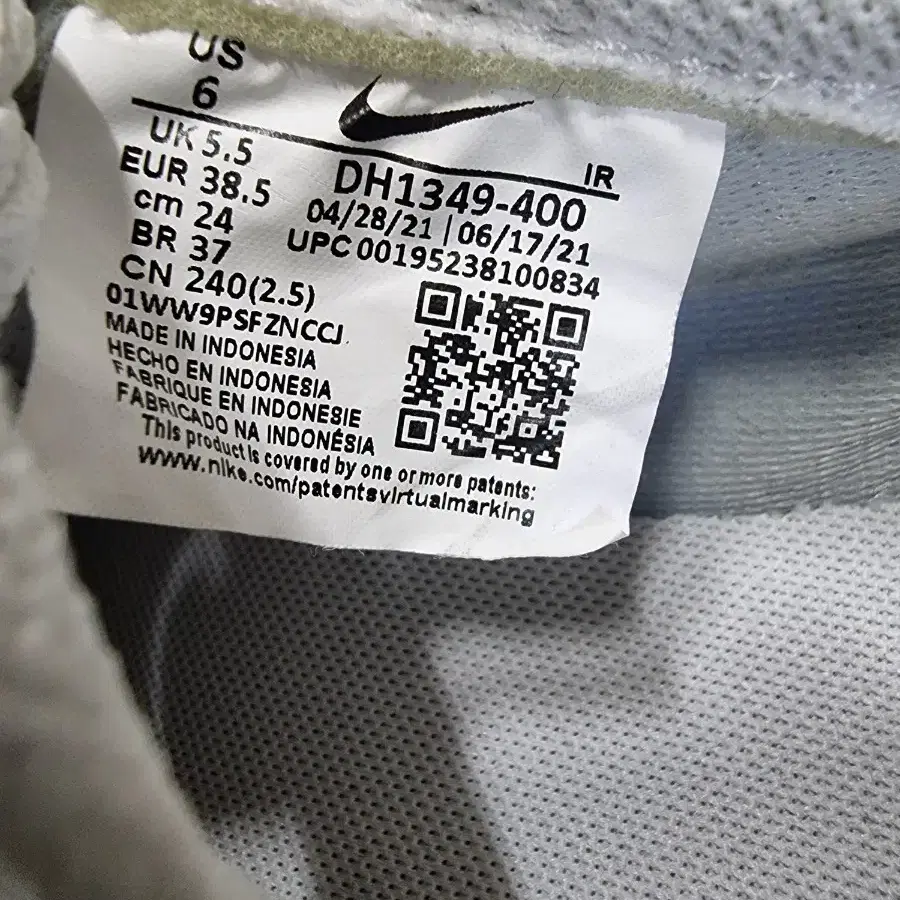 US
6
UK 5.5
EUR 38.5
cm 24
BR 37
CN 240(2.5)
IR
DH1349-400
04/28/21 | 06/17/21
UPC 00195238100834
01WW9PSFZNCCJ
MADE IN INDONESIA
HECHO EN INDONESIA
FABRIQUE EN INDONESIE
FABRICADO NA INDONÉSIA
This product is covered by one or more patents:
www.nike.com/patentsvirtualmarking